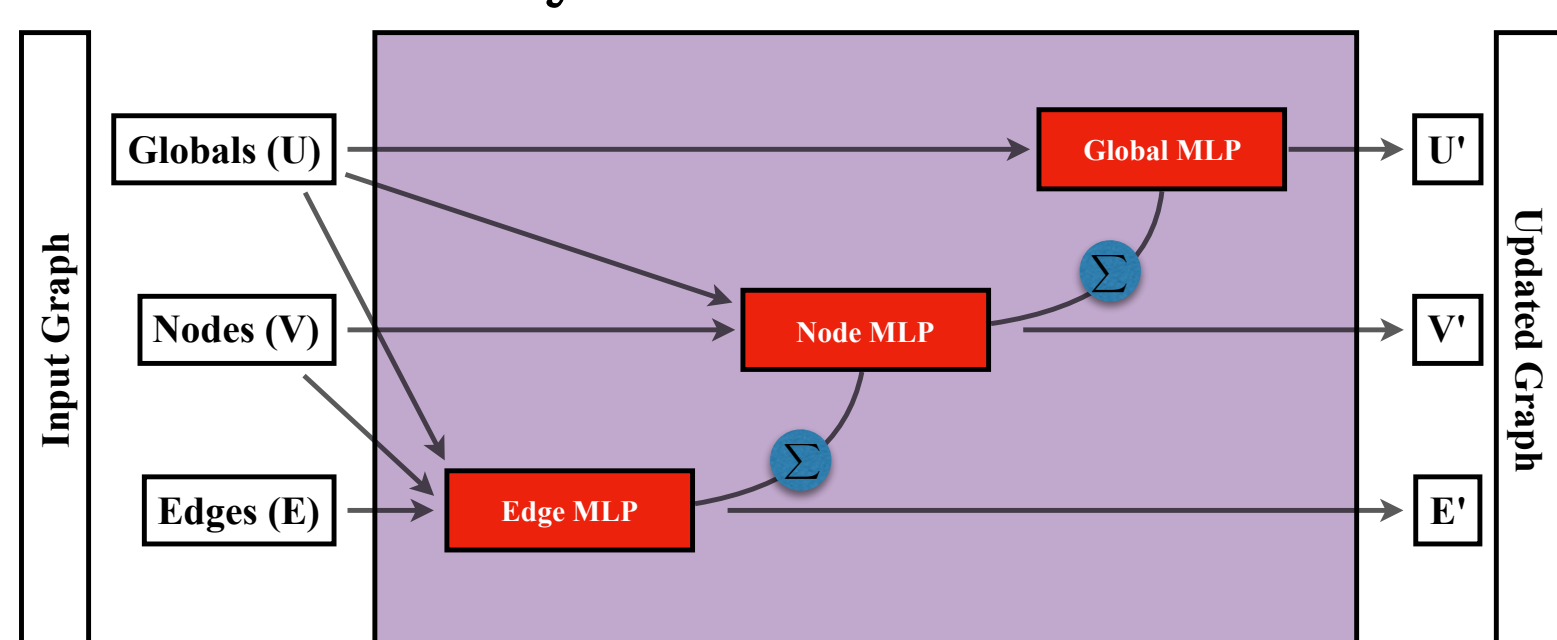 Input Graph
Globals (U)
Global MLP
U'
Nodes (V)
Node MLP
V'
Edges (E)
Edge MLP
E'
Σ
Σ
Updated Graph